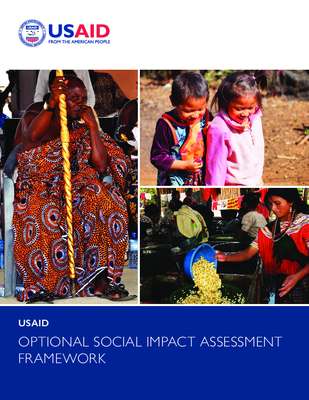 USAID
FROM THE AMERICAN PEOPLE
USAID
OPTIONAL SOCIAL IMPACT ASSESSMENT
FRAMEWORK